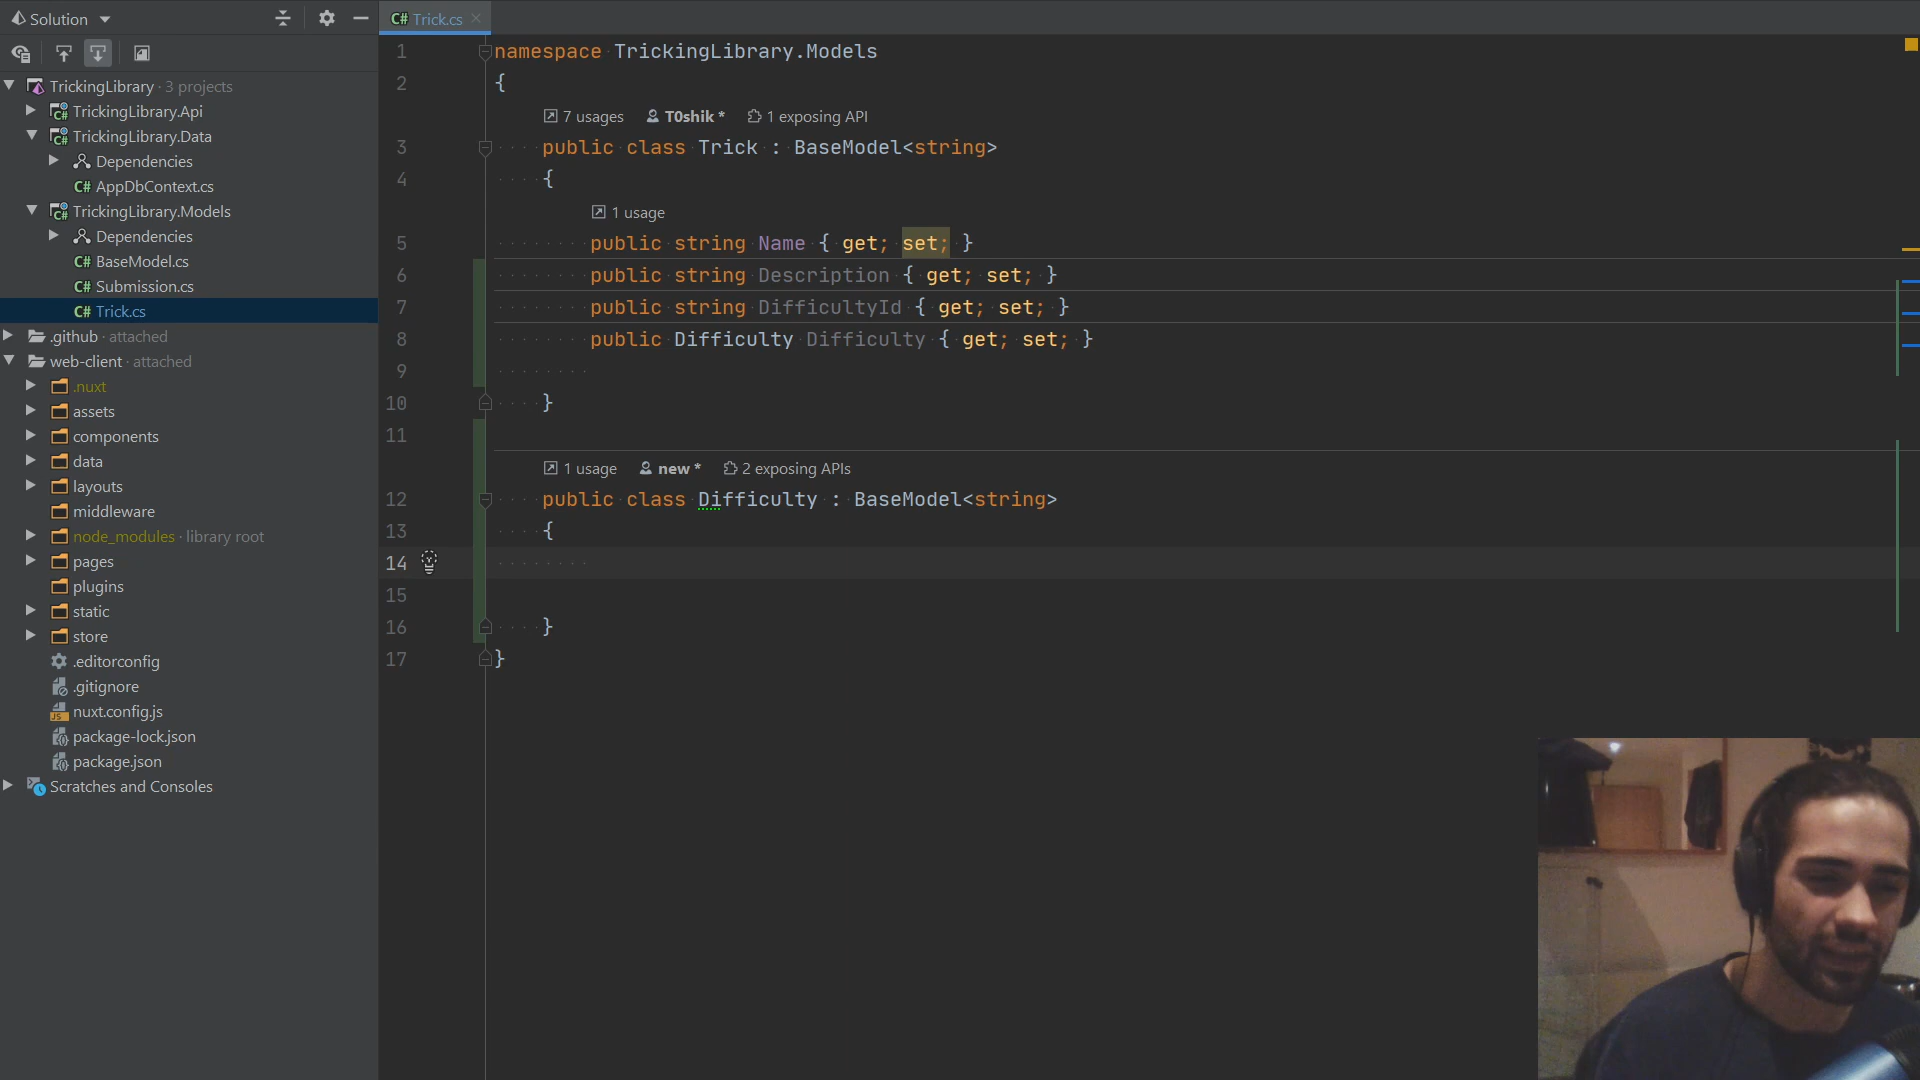 Solution
TrickingLibrary · 3 projects
TrickingLibrary.Api
TrickingLibrary.Data
Dependencies
AppDbContext.cs
TrickingLibrary.Models
Dependencies
BaseModel.cs
Submission.cs
Trick.cs
.github · attached
web-client · attached
.nuxt
assets
components
data
layouts
middleware
node_modules · library root
pages
plugins
static
store
.editorconfig
.gitignore
nuxt.config.js
package-lock.json
package.json
Scratches and Consoles
C# Trick.cs
1 namespace TrickingLibrary.Models
2 {
7 usages T0shik * 1 exposing API
3 public class Trick : BaseModel<string>
4 {
1 usage
5 public string Name { get; set; }
6 public string Description { get; set; }
7 public string DifficultyId { get; set; }
8 public Difficulty Difficulty { get; set; }
9
10 }
11
1 usage new * 2 exposing APIs
12 public class Difficulty : BaseModel<string>
13 {
14
15
16 }
17 }